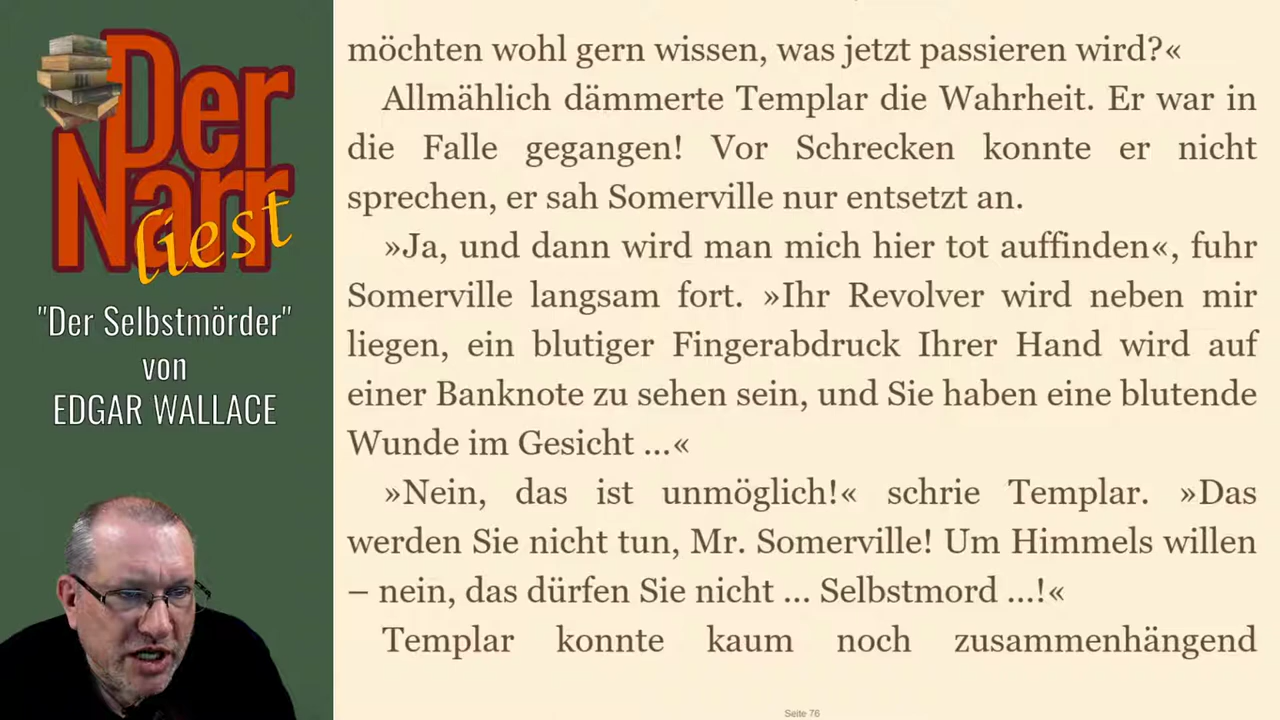 Der
Narr
liest
"Der Selbstmörder"
von
EDGAR WALLACE
möchten wohl gern wissen, was jetzt passieren wird?«
Allmählich dämmerte Templar die Wahrheit. Er war in
die Falle gegangen! Vor Schrecken konnte er nicht
sprechen, er sah Somerville nur entsetzt an.
»Ja, und dann wird man mich hier tot auffinden«, fuhr
Somerville langsam fort. »Ihr Revolver wird neben mir
liegen, ein blutiger Fingerabdruck Ihrer Hand wird auf
einer Banknote zu sehen sein, und Sie haben eine blutende
Wunde im Gesicht ...«
»Nein, das ist unmöglich!« schrie Templar. »Das
werden Sie nicht tun, Mr. Somerville! Um Himmels willen
– nein, das dürfen Sie nicht ... Selbstmord ...!«
Templar konnte kaum noch zusammenhängend
Seite 76